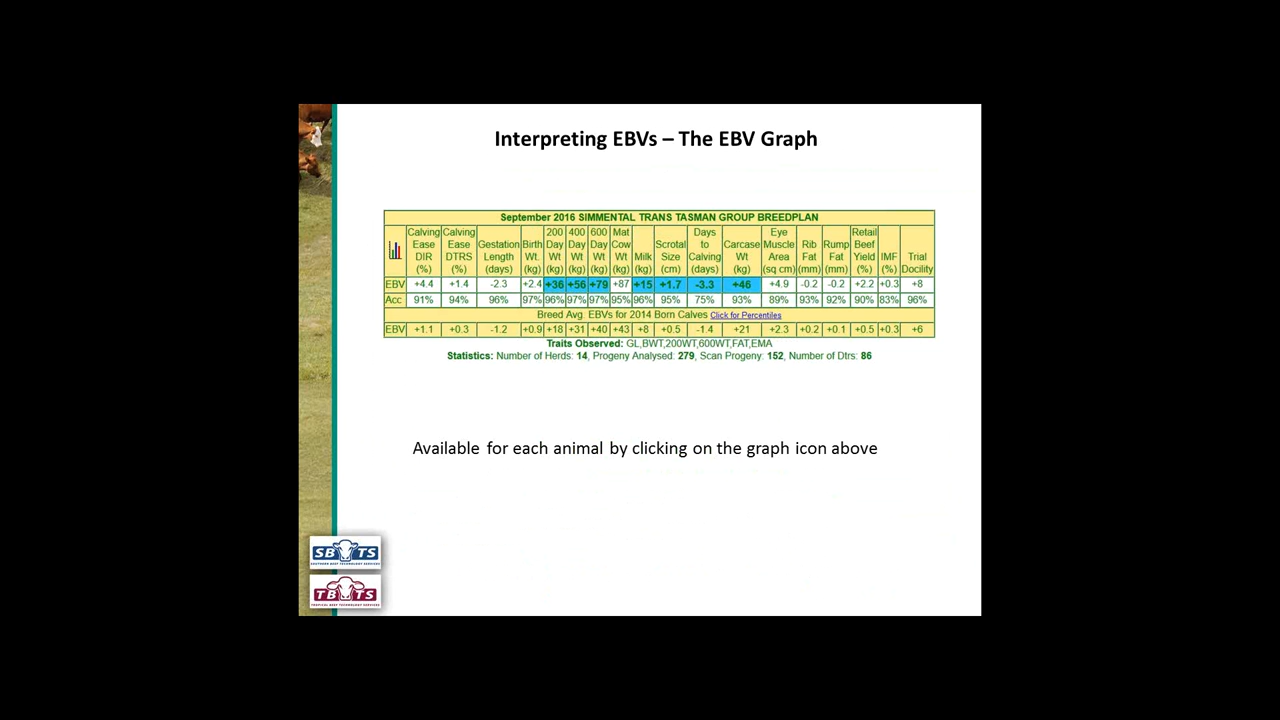 Interpreting EBVs – The EBV Graph
September 2016 SIMMENTAL TRANS TASMAN GROUP BREEDPLAN
Calving Ease DIR (%) Calving Ease DTRS (%) Gestation Length (days) Birth Wt. (kg) 200 Day Wt (kg) 400 Day Wt (kg) 600 Day Wt (kg) Mat Cow Wt (kg) Milk (kg) Scrotal Size (cm) Days to Calving (days) Carcase Wt (kg) Eye Muscle Area (sq cm) Rib Fat (mm) Rump Fat (mm) Retail Beef Yield (%) IMF (%) Trial Docility
EBV +4.4 +1.4 -2.3 +2.4 +36 +56 +79 +87 +15 +1.7 -3.3 +46 +4.9 -0.2 -0.2 +2.2 +0.3 +8
Acc 91% 94% 96% 97% 96% 97% 97% 95% 96% 95% 75% 93% 89% 93% 92% 90% 83% 96%
Breed Avg. EBVs for 2014 Born Calves Click for Percentiles
EBV +1.1 +0.3 -1.2 +0.9 +18 +31 +40 +43 +8 +0.5 -1.4 +21 +2.3 +0.2 +0.1 +0.5 +0.3 +6
Traits Observed: GL,BWT,200WT,600WT,FAT,EMA
Statistics: Number of Herds: 14, Progeny Analysed: 279, Scan Progeny: 152, Number of Dtrs: 86
Available for each animal by clicking on the graph icon above
SBTS
SOUTHERN BEEF TECHNOLOGY SERVICES
TBTS
TROPICAL BEEF TECHNOLOGY SERVICES